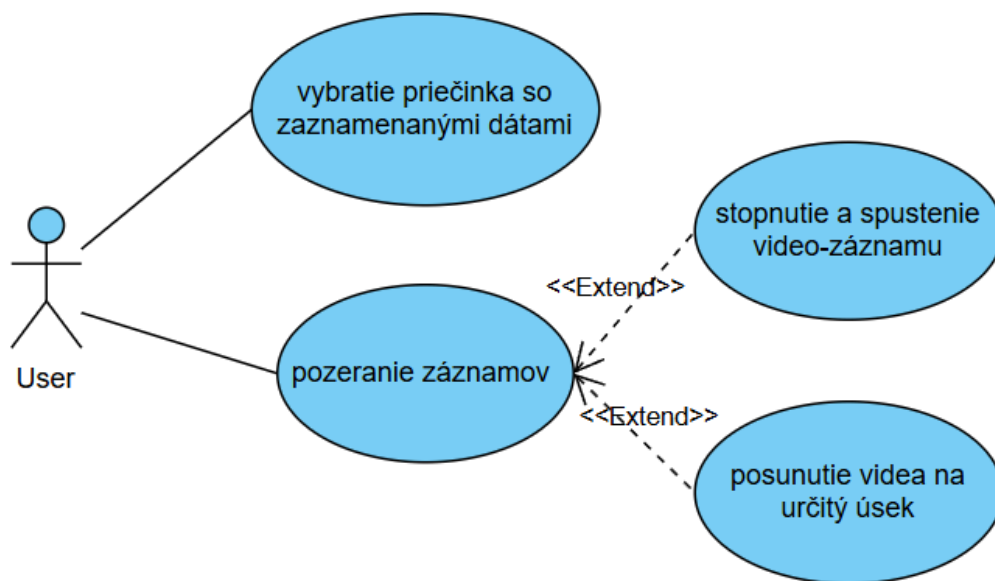 vybratie priečinka so
zaznamenanými dátami
stopnutie a spustenie
video-záznamu
<<Extend>>
User
pozeranie záznamov
<<Extend>>
posunutie videa na
určitý úsek